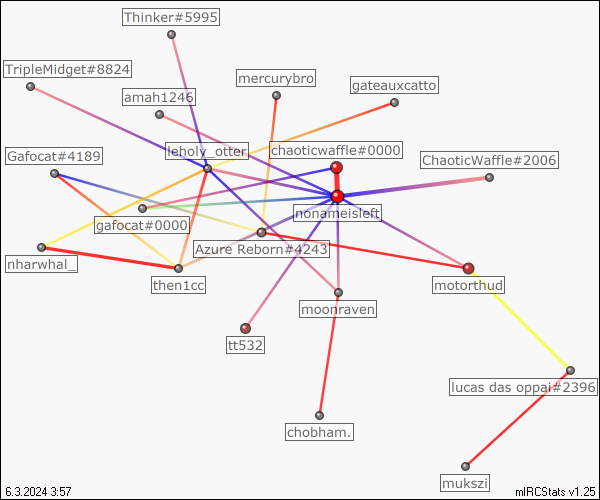 Thinker#5995
TripleMidget#8824
mercurybro
gateauxcatto
amah1246
leholy_otter
chaoticwaffle#0000
Gafocat#4189
ChaoticWaffle#2006
gafocat#0000
nonameisleft
Azure Reborn#4243
nharwhal_
then1cc
motorthud
moonraven
tt532
lucas das oppai#2396
chobham.
mukszi
6.3.2024 3:57
mIRCStats v1.25